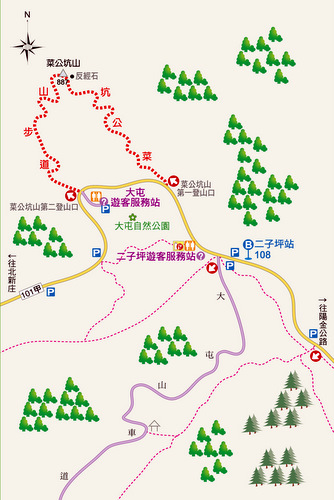 N
菜公坑山
887
反經石
菜公坑山步道
菜公坑山
第一登山口
大屯
遊客服務站
?
P
菜公坑山第二登山口
大屯自然公園
P
P
二子坪遊客服務站?
P
P
B 二子坪站
108
←往北新庄
101甲
P
→往陽金公路
P
大屯山車道